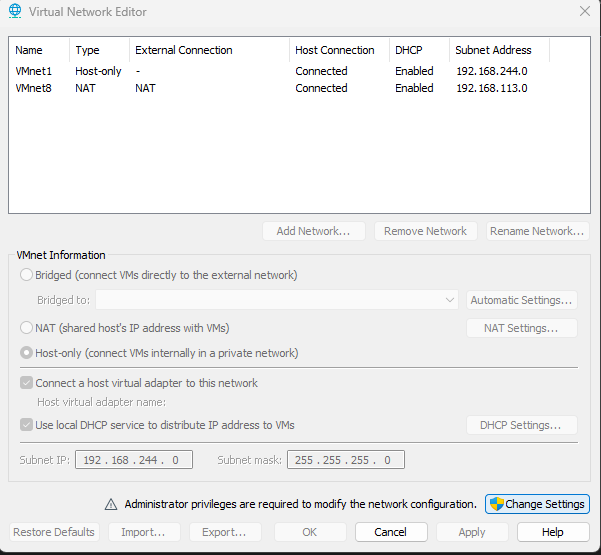 Virtual Network Editor
Name Type External Connection Host Connection DHCP Subnet Address
VMnet1 Host-only - Connected Enabled 192.168.244.0
VMnet8 NAT NAT Connected Enabled 192.168.113.0
Add Network... Remove Network Rename Network...
VMnet Information
Bridged (connect VMs directly to the external network)
Bridged to: Automatic Settings...
NAT (shared host's IP address with VMs) NAT Settings...
Host-only (connect VMs internally in a private network)
Connect a host virtual adapter to this network
Host virtual adapter name:
Use local DHCP service to distribute IP address to VMs DHCP Settings...
Subnet IP: 192 . 168 . 244 . 0 Subnet mask: 255 . 255 . 255 . 0
Administrator privileges are required to modify the network configuration. Change Settings
Restore Defaults Import... Export... OK Cancel Apply Help